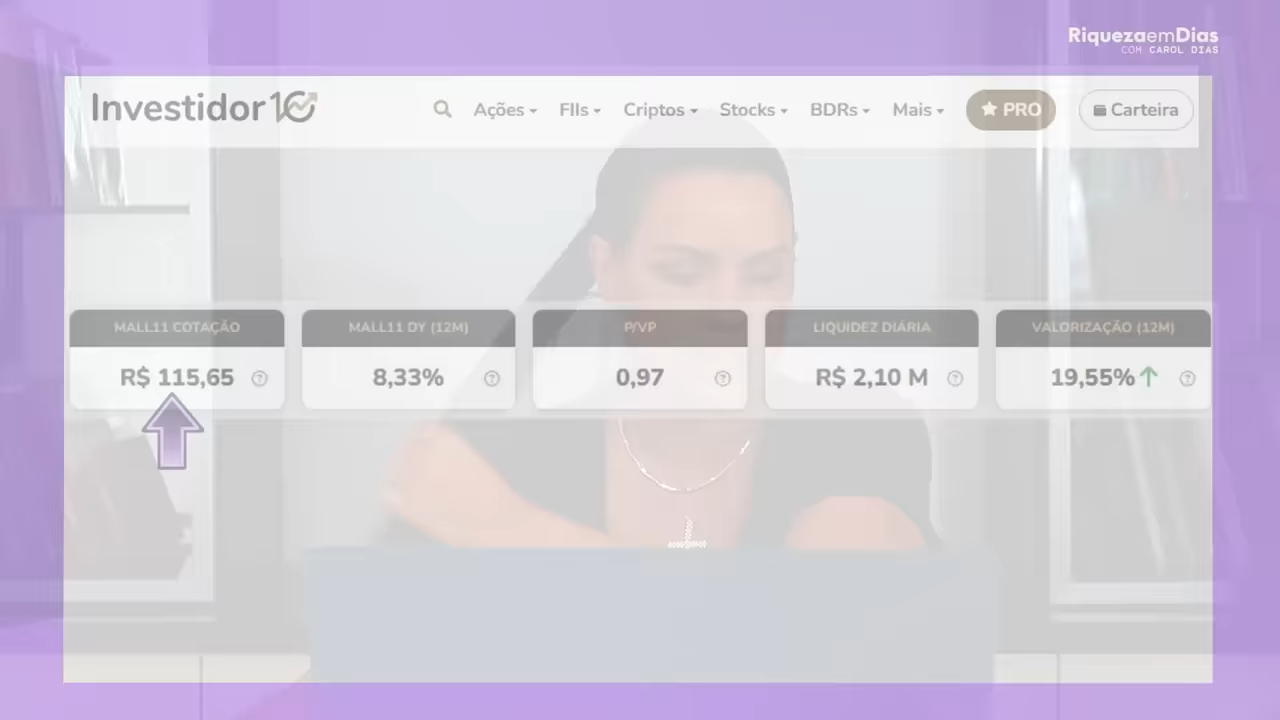 RiquezaemDias
COM CAROL DIAS
Investidor10
Ações
FIIs
Criptos
Stocks
BDRs
Mais
PRO
Carteira
MALL11 COTAÇÃO
MALL11 DY (12M)
P/VP
LIQUIDEZ DIÁRIA
VALORIZAÇÃO (12M)
R$ 115,65
8,33%
0,97
R$ 2,10 M
19,55%